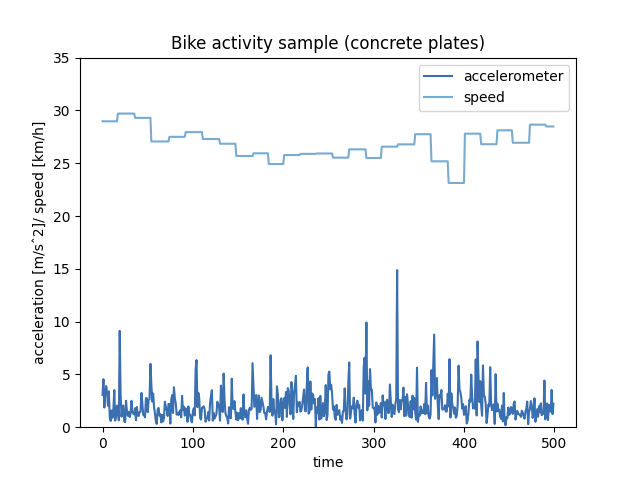 Bike activity sample (concrete plates)
accelerometer
speed
acceleration [m/sˆ2]/ speed [km/h]
35
30
25
20
15
10
5
0
0 100 200 300 400 500
time